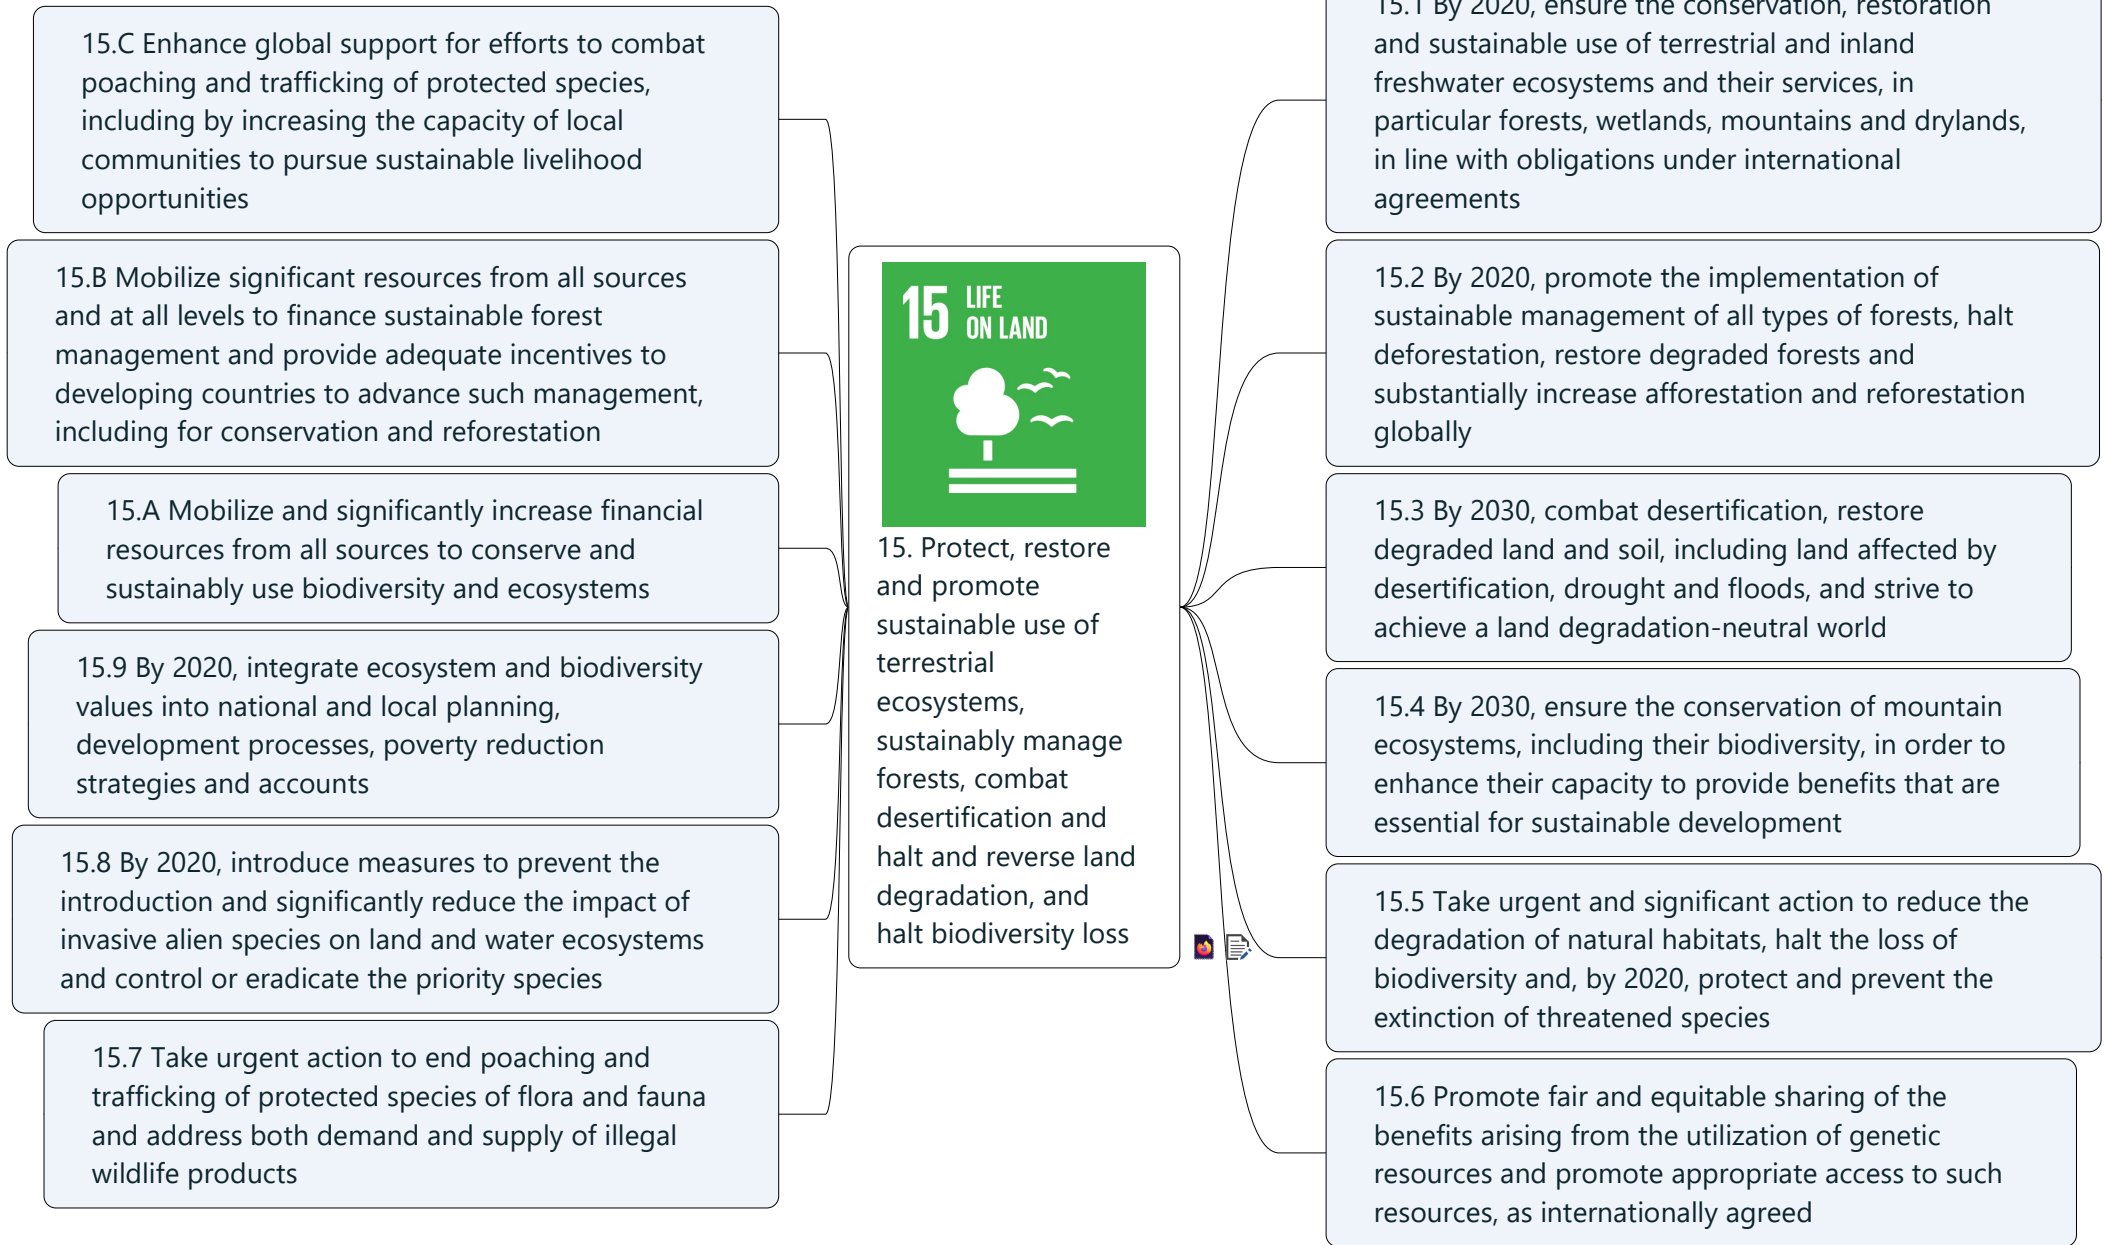 15.C Enhance global support for efforts to combat
poaching and trafficking of protected species,
including by increasing the capacity of local
communities to pursue sustainable livelihood
opportunities
15.B Mobilize significant resources from all sources
and at all levels to finance sustainable forest
management and provide adequate incentives to
developing countries to advance such management,
including for conservation and reforestation
15.A Mobilize and significantly increase financial
resources from all sources to conserve and
sustainably use biodiversity and ecosystems
15.9 By 2020, integrate ecosystem and biodiversity
values into national and local planning,
development processes, poverty reduction
strategies and accounts
15.8 By 2020, introduce measures to prevent the
introduction and significantly reduce the impact of
invasive alien species on land and water ecosystems
and control or eradicate the priority species
15.7 Take urgent action to end poaching and
trafficking of protected species of flora and fauna
and address both demand and supply of illegal
wildlife products
15 LIFE
ON LAND
15. Protect, restore
and promote
sustainable use of
terrestrial
ecosystems,
sustainably manage
forests, combat
desertification and
halt and reverse land
degradation, and
halt biodiversity loss
15.1 By 2020, ensure the conservation, restoration
and sustainable use of terrestrial and inland
freshwater ecosystems and their services, in
particular forests, wetlands, mountains and drylands,
in line with obligations under international
agreements
15.2 By 2020, promote the implementation of
sustainable management of all types of forests, halt
deforestation, restore degraded forests and
substantially increase afforestation and reforestation
globally
15.3 By 2030, combat desertification, restore
degraded land and soil, including land affected by
desertification, drought and floods, and strive to
achieve a land degradation-neutral world
15.4 By 2030, ensure the conservation of mountain
ecosystems, including their biodiversity, in order to
enhance their capacity to provide benefits that are
essential for sustainable development
15.5 Take urgent and significant action to reduce the
degradation of natural habitats, halt the loss of
biodiversity and, by 2020, protect and prevent the
extinction of threatened species
15.6 Promote fair and equitable sharing of the
benefits arising from the utilization of genetic
resources and promote appropriate access to such
resources, as internationally agreed